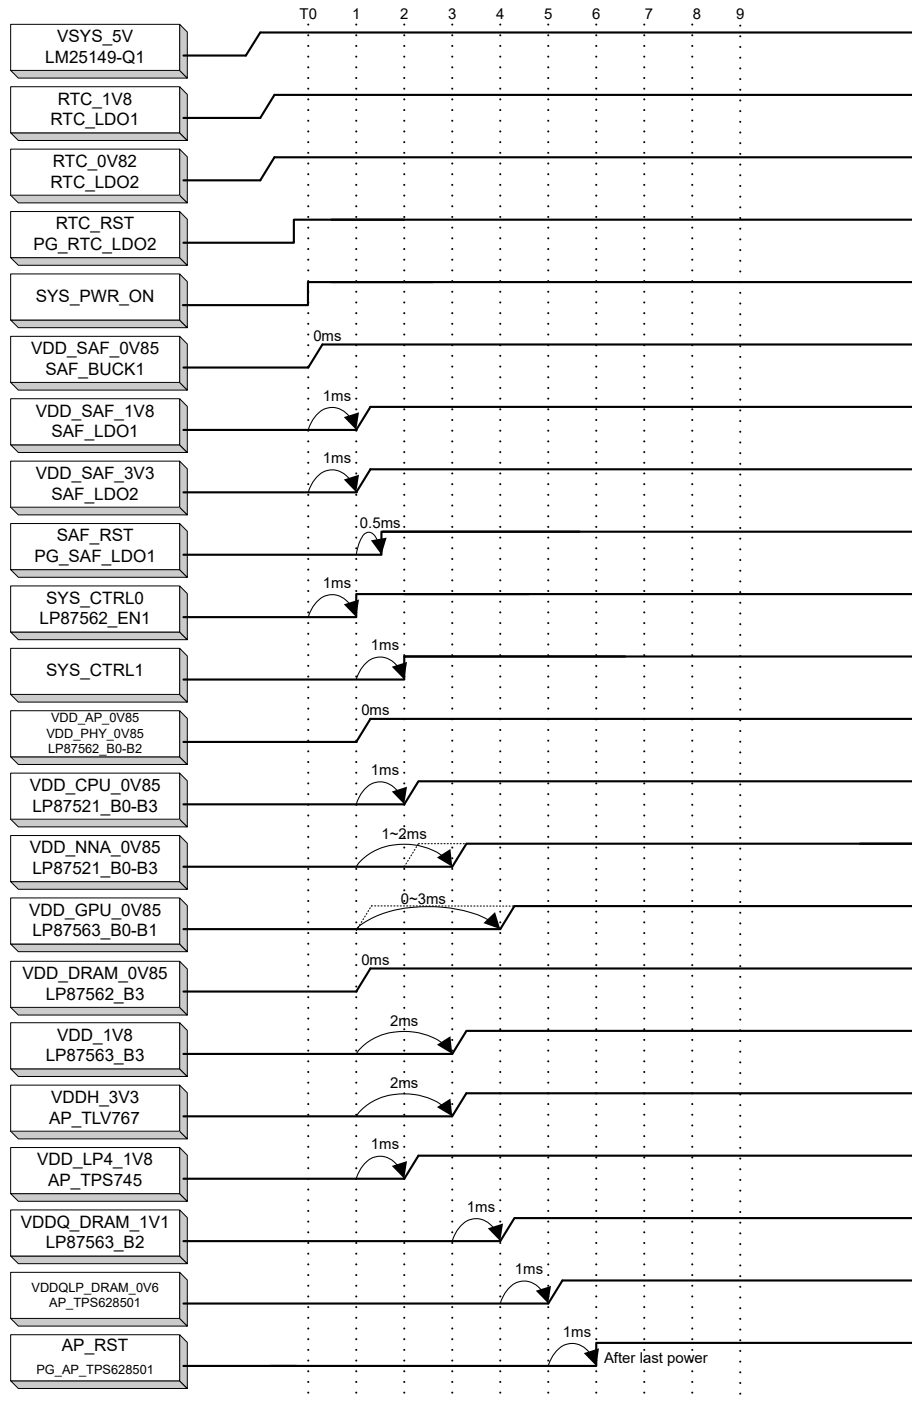 T0 1 2 3 4 5 6 7 8 9
VSYS_5V
LM25149-Q1
RTC_1V8
RTC_LDO1
RTC_0V82
RTC_LDO2
RTC_RST
PG_RTC_LDO2
SYS_PWR_ON
VDD_SAF_0V85
SAF_BUCK1
0ms
VDD_SAF_1V8
SAF_LDO1
1ms
VDD_SAF_3V3
SAF_LDO2
1ms
SAF_RST
PG_SAF_LDO1
0.5ms
SYS_CTRL0
LP87562_EN1
1ms
SYS_CTRL1
1ms
VDD_AP_0V85
VDD_PHY_0V85
LP87562_B0-B2
0ms
VDD_CPU_0V85
LP87521_B0-B3
1ms
VDD_NNA_0V85
LP87521_B0-B3
1~2ms
VDD_GPU_0V85
LP87563_B0-B1
0~3ms
VDD_DRAM_0V85
LP87562_B3
0ms
VDD_1V8
LP87563_B3
2ms
VDDH_3V3
AP_TLV767
2ms
VDD_LP4_1V8
AP_TPS745
1ms
VDDQ_DRAM_1V1
LP87563_B2
1ms
VDDQLP_DRAM_0V6
AP_TPS628501
1ms
AP_RST
PG_AP_TPS628501
1ms
After last power